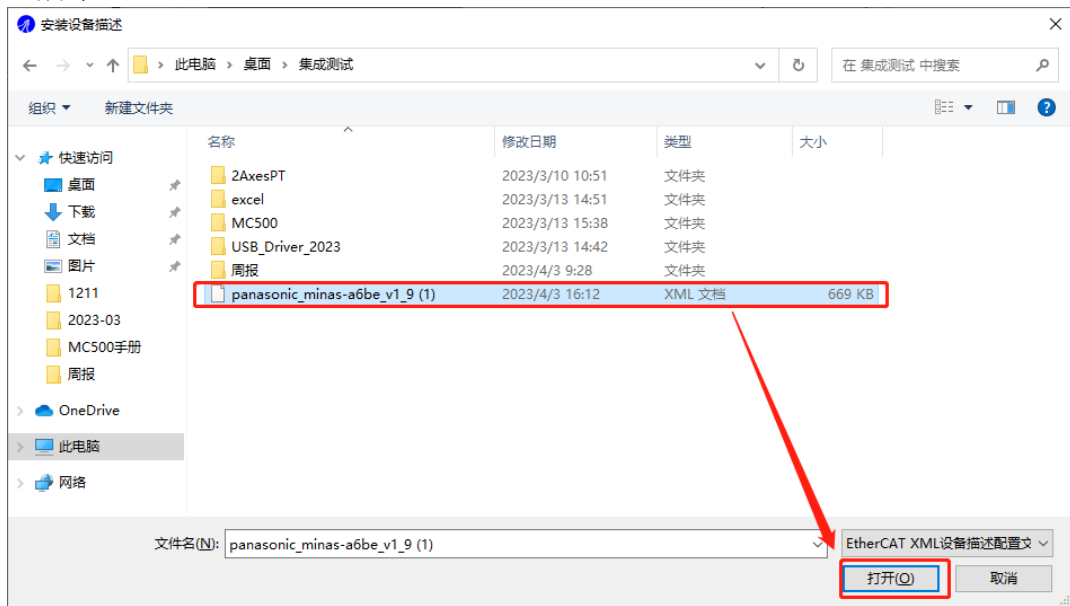 安装设备描述
此电脑 > 桌面 > 集成测试
在 集成测试 中搜索
组织 新建文件夹
名称 修改日期 类型 大小
快速访问
桌面
下载
文档
图片
1211
2023-03
MC500手册
周报
OneDrive
此电脑
网络
2AxesPT 2023/3/10 10:51 文件夹
excel 2023/3/13 14:51 文件夹
MC500 2023/3/13 15:38 文件夹
USB_Driver_2023 2023/3/13 14:42 文件夹
周报 2023/4/3 9:28 文件夹
panasonic_minas-a6be_v1_9 (1) 2023/4/3 16:12 XML 文档 669 KB
文件名(N): panasonic_minas-a6be_v1_9 (1)
EtherCAT XML设备描述配置文
打开(O) 取消